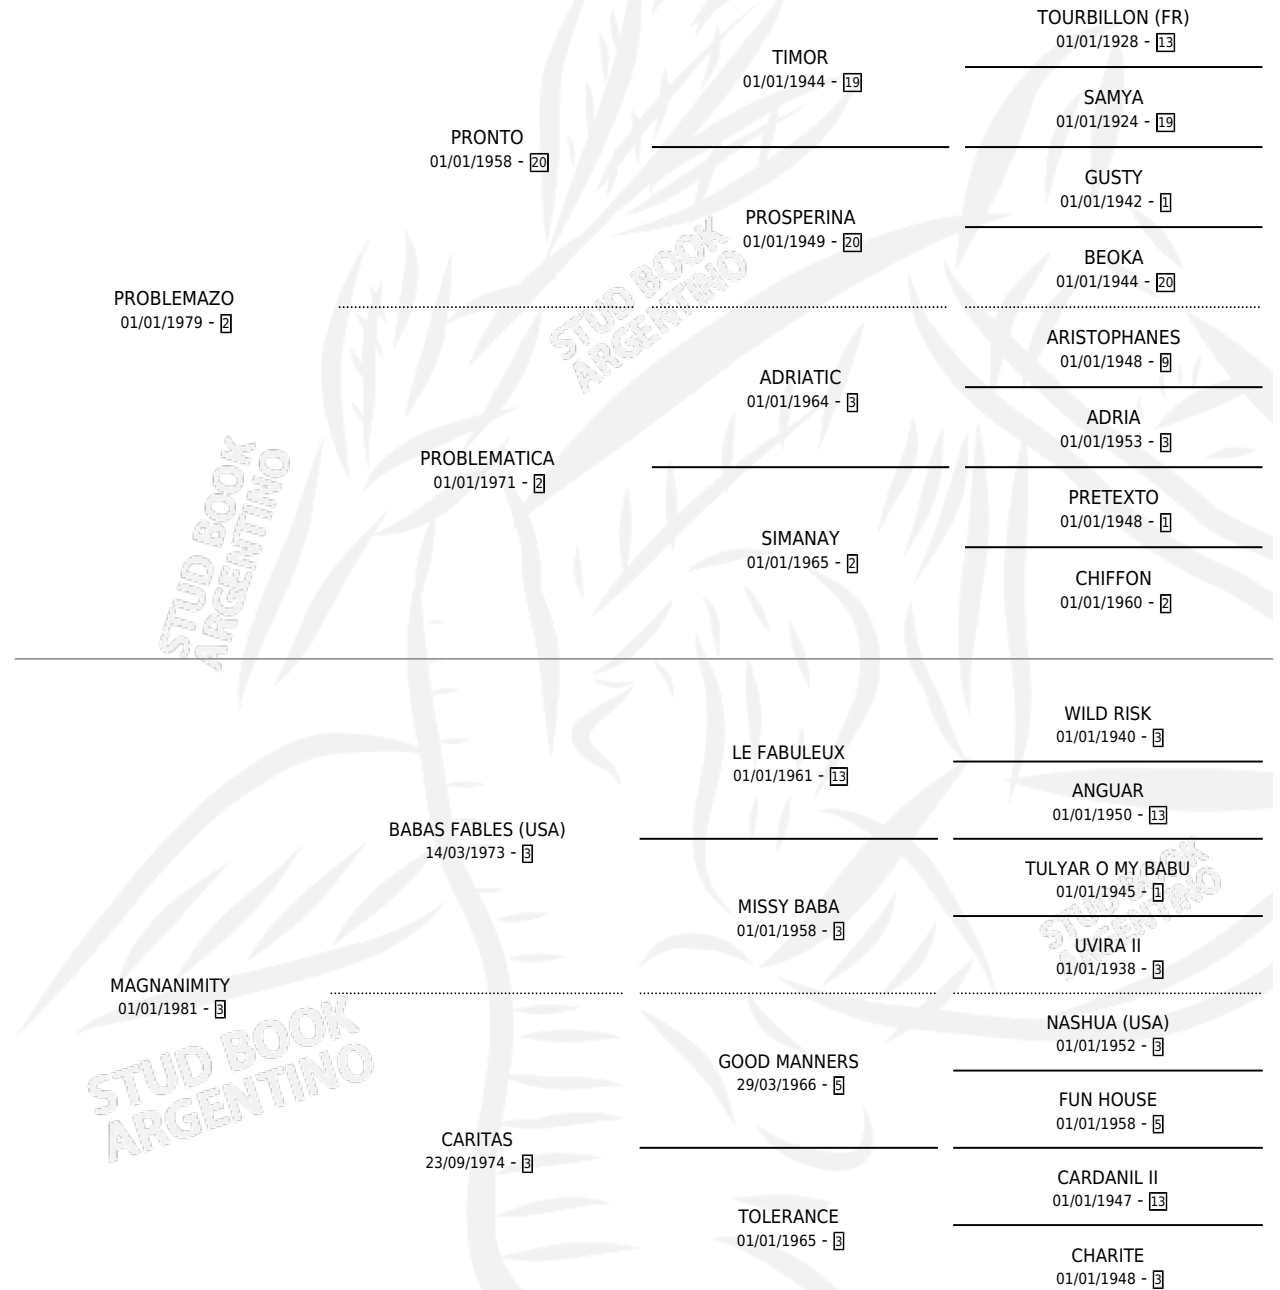 TOURBILLON (FR)
01/01/1928 - 13
TIMOR
01/01/1944 - 19
SAMYA
01/01/1924 - 19
PRONTO
01/01/1958 - 20
GUSTY
01/01/1942 - 1
PROSPERINA
01/01/1949 - 20
BEOKA
01/01/1944 - 20
PROBLEMAZO
01/01/1979 - 2
ARISTOPHANES
01/01/1948 - 9
ADRIATIC
01/01/1964 - 3
ADRIA
01/01/1953 - 3
PROBLEMATICA
01/01/1971 - 2
PRETEXTO
01/01/1948 - 1
SIMANAY
01/01/1965 - 2
CHIFFON
01/01/1960 - 2
WILD RISK
01/01/1940 - 3
LE FABULEUX
01/01/1961 - 13
ANGUAR
01/01/1950 - 13
BABAS FABLES (USA)
14/03/1973 - 3
TULYAR O MY BABU
01/01/1945 - 1
MISSY BABA
01/01/1958 - 3
UVIRA II
01/01/1938 - 3
MAGNANIMITY
01/01/1981 - 3
NASHUA (USA)
01/01/1952 - 3
GOOD MANNERS
29/03/1966 - 5
FUN HOUSE
01/01/1958 - 5
CARITAS
23/09/1974 - 3
CARDANIL II
01/01/1947 - 13
TOLERANCE
01/01/1965 - 3
CHARITE
01/01/1948 - 3
STUD BOOK
ARGENTINO
STUD BOOK
ARGENTINO
STUD BOOK
ARGENTINO
STUD BOOK
ARGENTINO